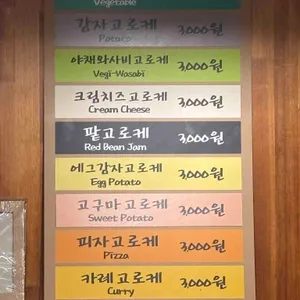 Vegetable
감자고로케 3,000원
Potato
야채와사비고로케 3,000원
Vegi-Wasabi
크림치즈고로케 3,000원
Cream Cheese
팥고로케 3,000원
Red Bean Jam
에그감자고로케 3,000원
Egg Potato
고구마고로케 3,000원
Sweet Potato
피자고로케 3,000원
Pizza
카레고로케 3,000원
Curry